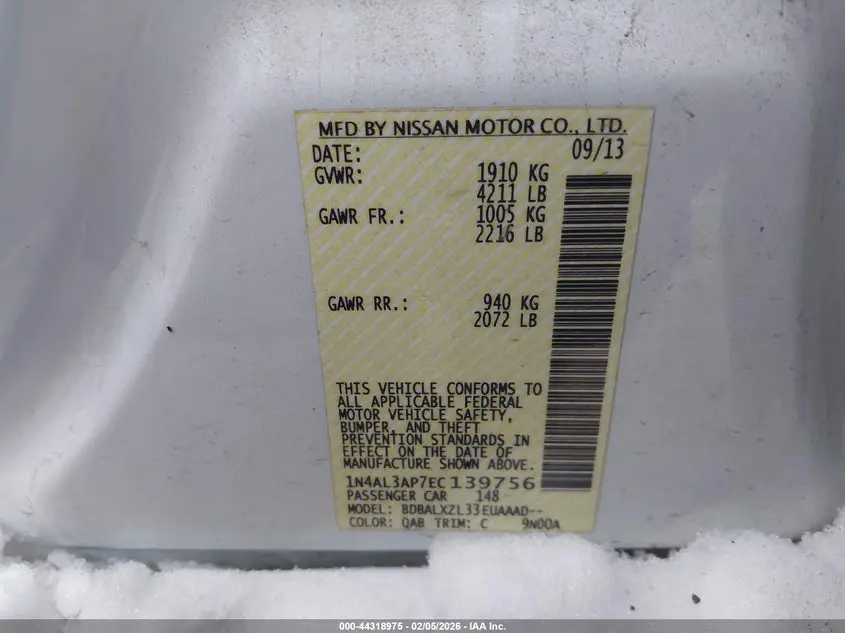 MFD BY NISSAN MOTOR CO., LTD.
DATE: 09/13
GVWR: 1910 KG
4211 LB
GAWR FR.: 1005 KG
2216 LB
GAWR RR.: 940 KG
2072 LB
THIS VEHICLE CONFORMS TO
ALL APPLICABLE FEDERAL
MOTOR VEHICLE SAFETY,
BUMPER, AND THEFT
PREVENTION STANDARDS IN
EFFECT ON THE DATE OF
MANUFACTURE SHOWN ABOVE.
1N4AL3AP7EC139756
PASSENGER CAR 148
MODEL: BDBALXZL33EUAAAD--
COLOR: QAB TRIM: C 9N00A
000-44318975 - 02/05/2026 - IAA Inc.